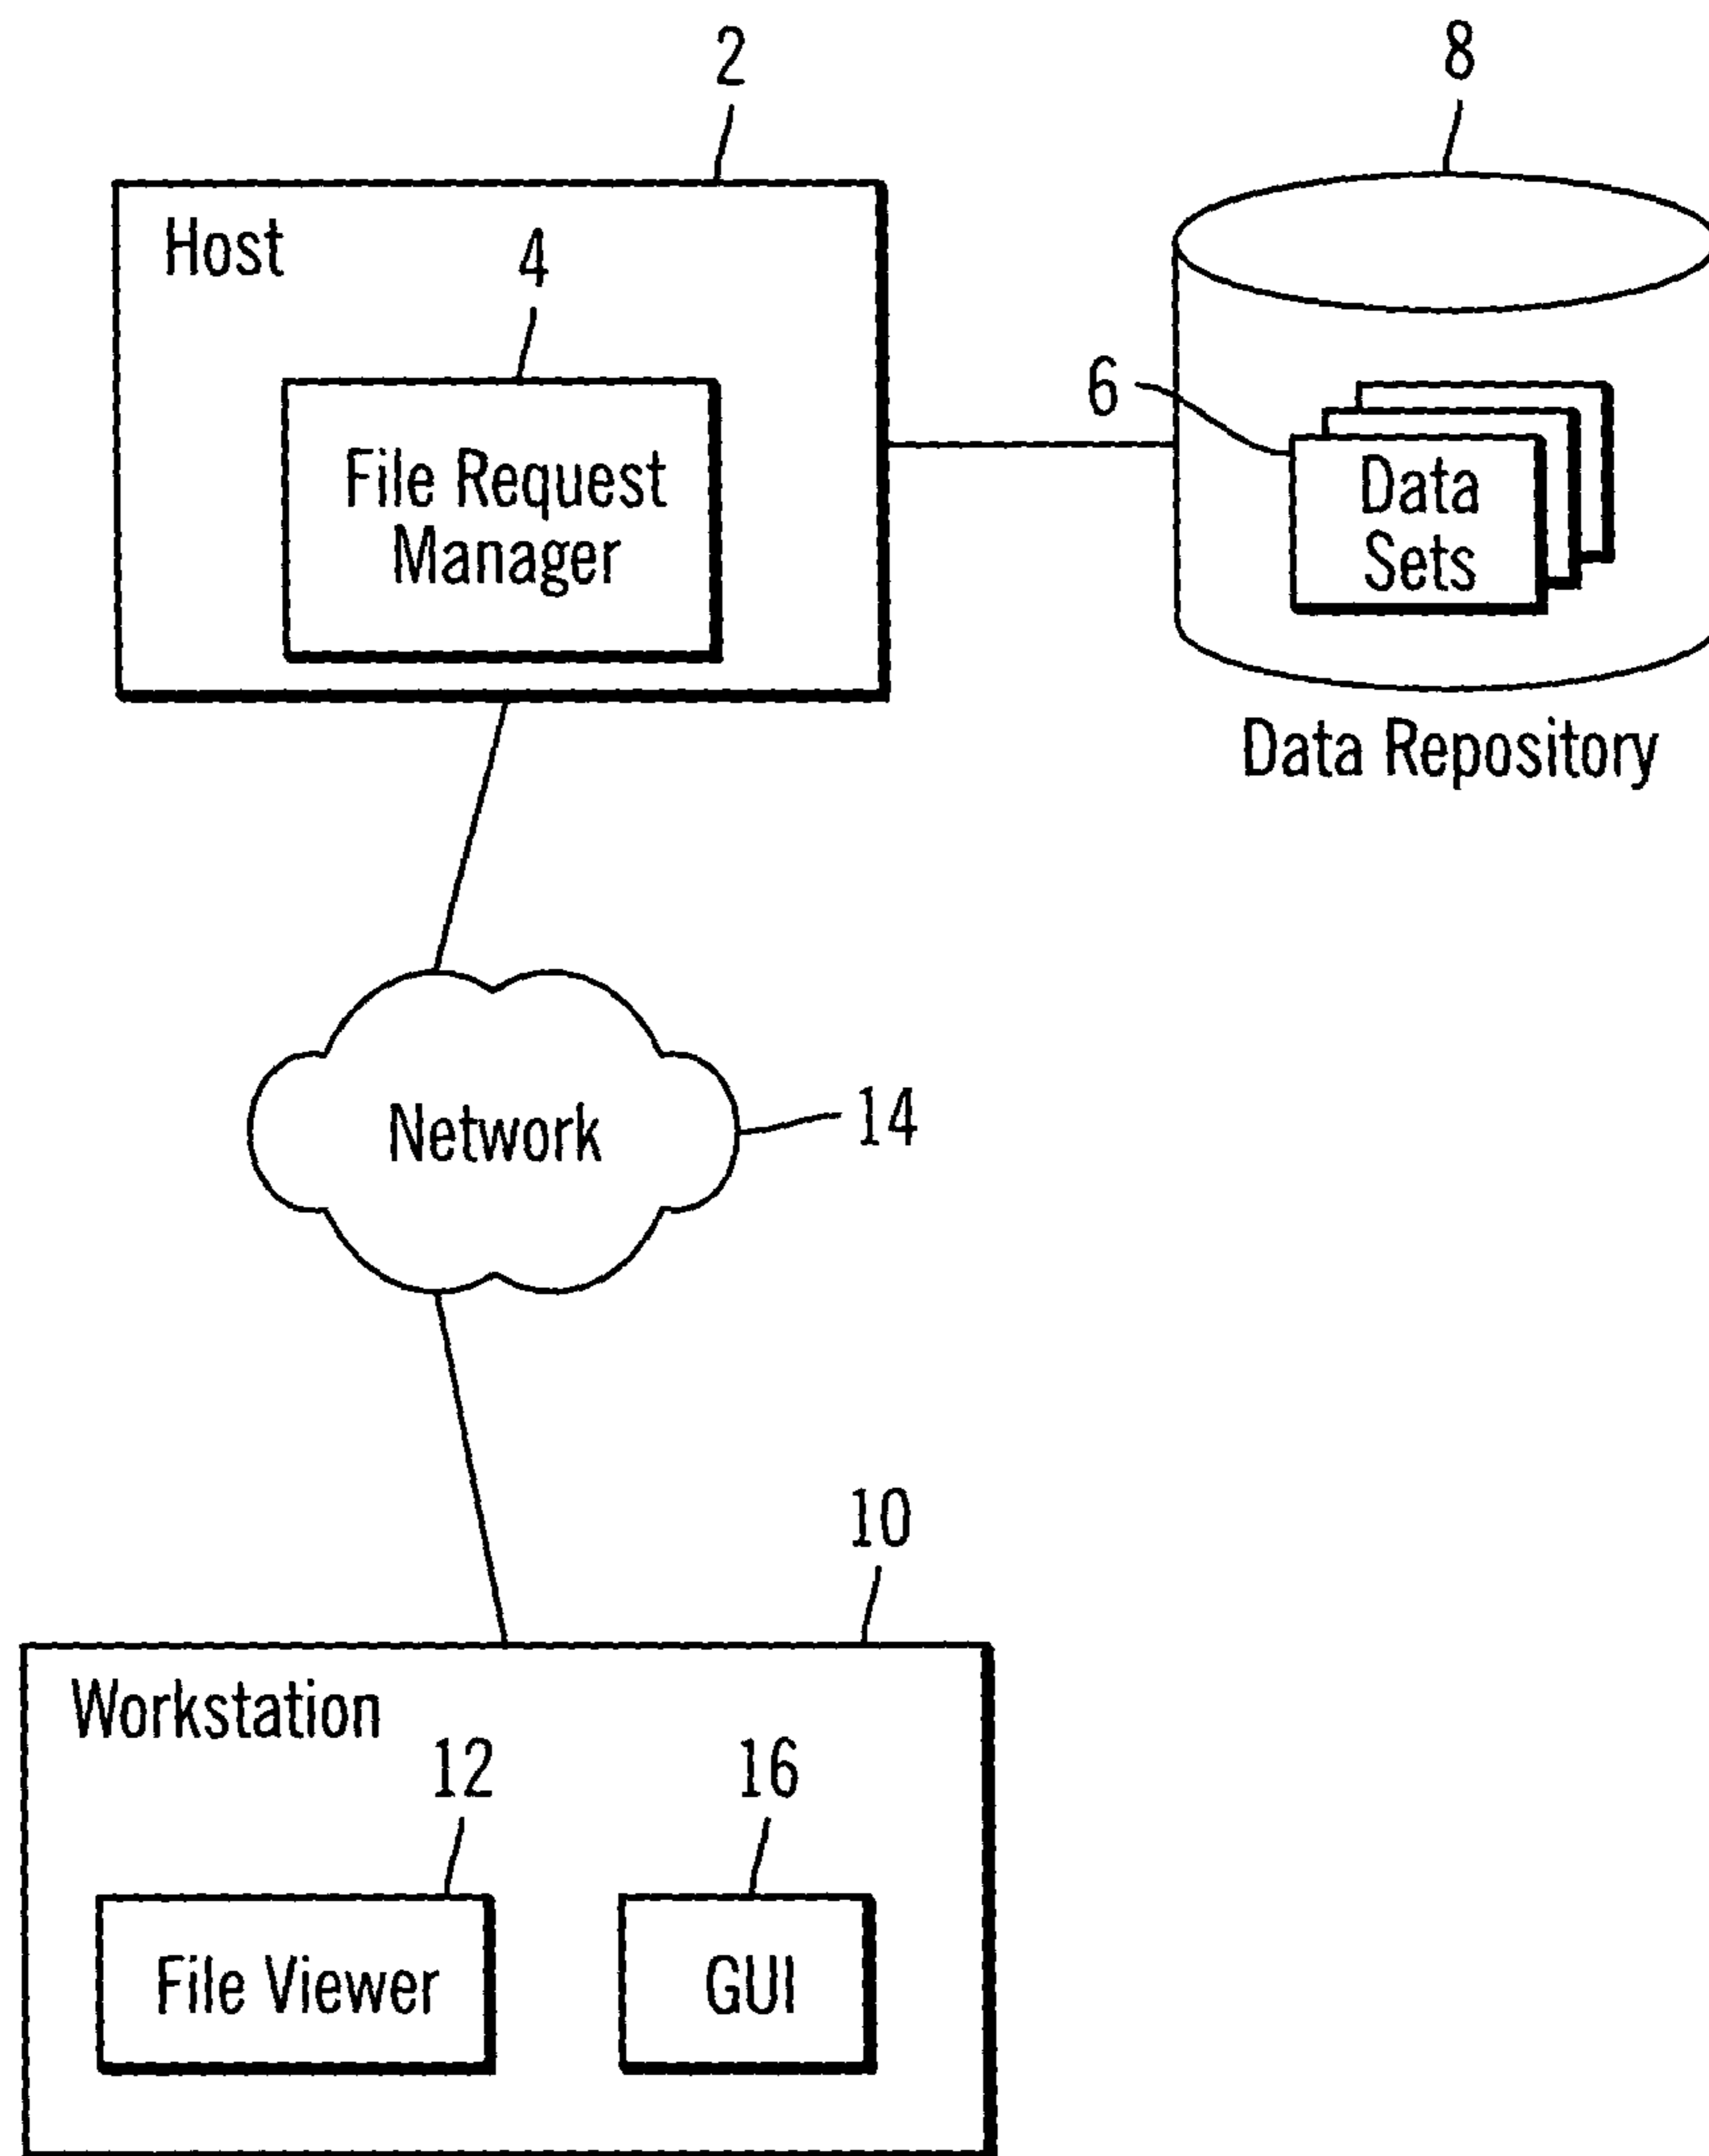 2
8
Host
4
6
File Request
Manager
Data
Sets
Data Repository
Network
14
10
Workstation
12
16
File Viewer
GUI